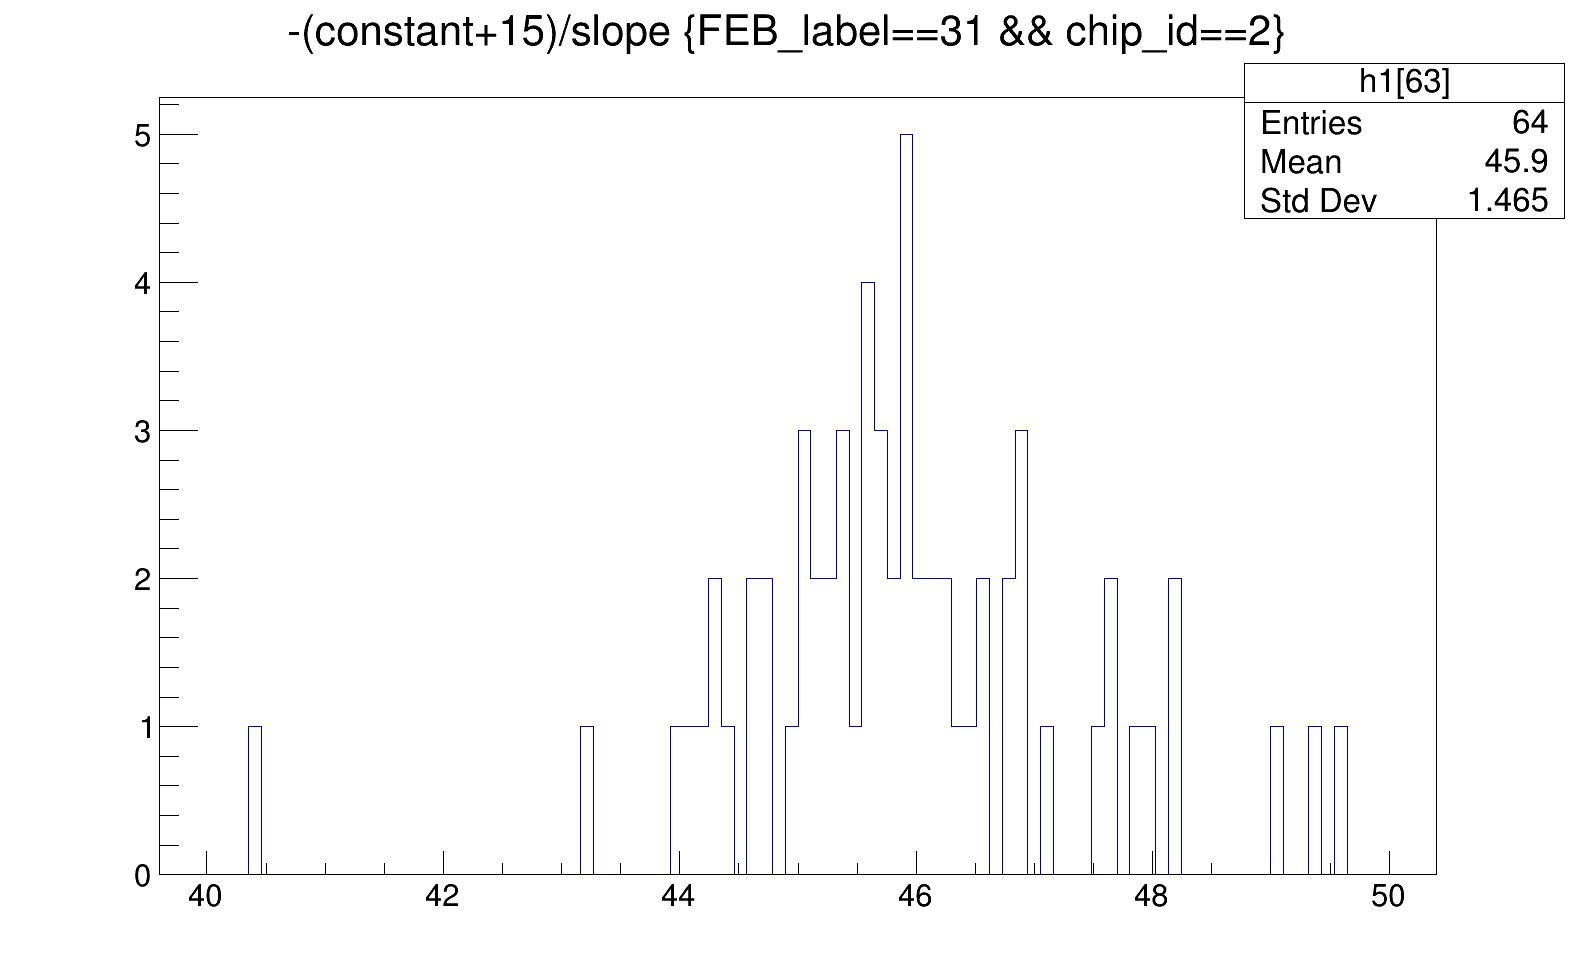 -(constant+15)/slope {FEB_label==31 && chip_id==2}
h1[63]
Entries 64
Mean 45.9
Std Dev 1.465
5
4
3
2
1
0
40 42 44 46 48 50